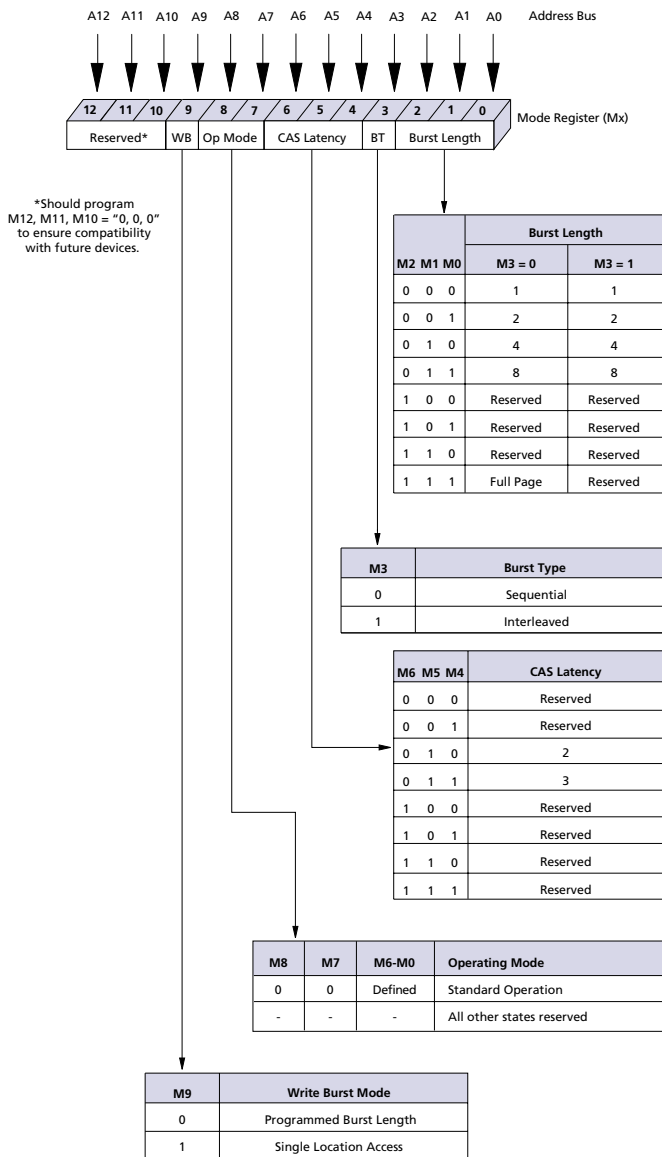 A12 A11 A10 A9 A8 A7 A6 A5 A4 A3 A2 A1 A0 Address Bus
12 11 10 9 8 7 6 5 4 3 2 1 0 Mode Register (Mx)
Reserved* WB Op Mode CAS Latency BT Burst Length
*Should program
M12, M11, M10 = “0, 0, 0”
to ensure compatibility
with future devices.
Burst Length
M2 M1 M0 M3 = 0 M3 = 1
0 0 0 1 1
0 0 1 2 2
0 1 0 4 4
0 1 1 8 8
1 0 0 Reserved Reserved
1 0 1 Reserved Reserved
1 1 0 Reserved Reserved
1 1 1 Full Page Reserved
M3 Burst Type
0 Sequential
1 Interleaved
M6 M5 M4 CAS Latency
0 0 0 Reserved
0 0 1 Reserved
0 1 0 2
0 1 1 3
1 0 0 Reserved
1 0 1 Reserved
1 1 0 Reserved
1 1 1 Reserved
M8 M7 M6-M0 Operating Mode
0 0 Defined Standard Operation
- - - All other states reserved
M9 Write Burst Mode
0 Programmed Burst Length
1 Single Location Access